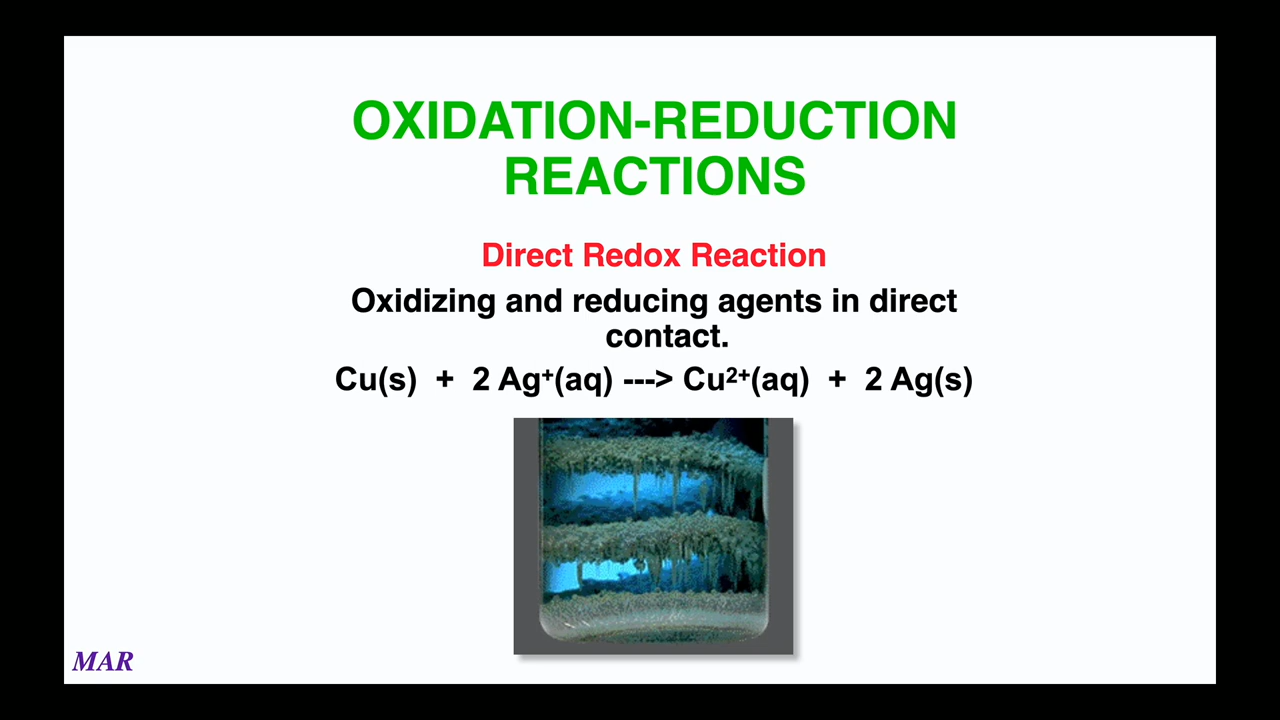 OXIDATION-REDUCTION
REACTIONS
Direct Redox Reaction
Oxidizing and reducing agents in direct
contact.
Cu(s) + 2 Ag⁺(aq) ---> Cu²⁺(aq) + 2 Ag(s)
MAR